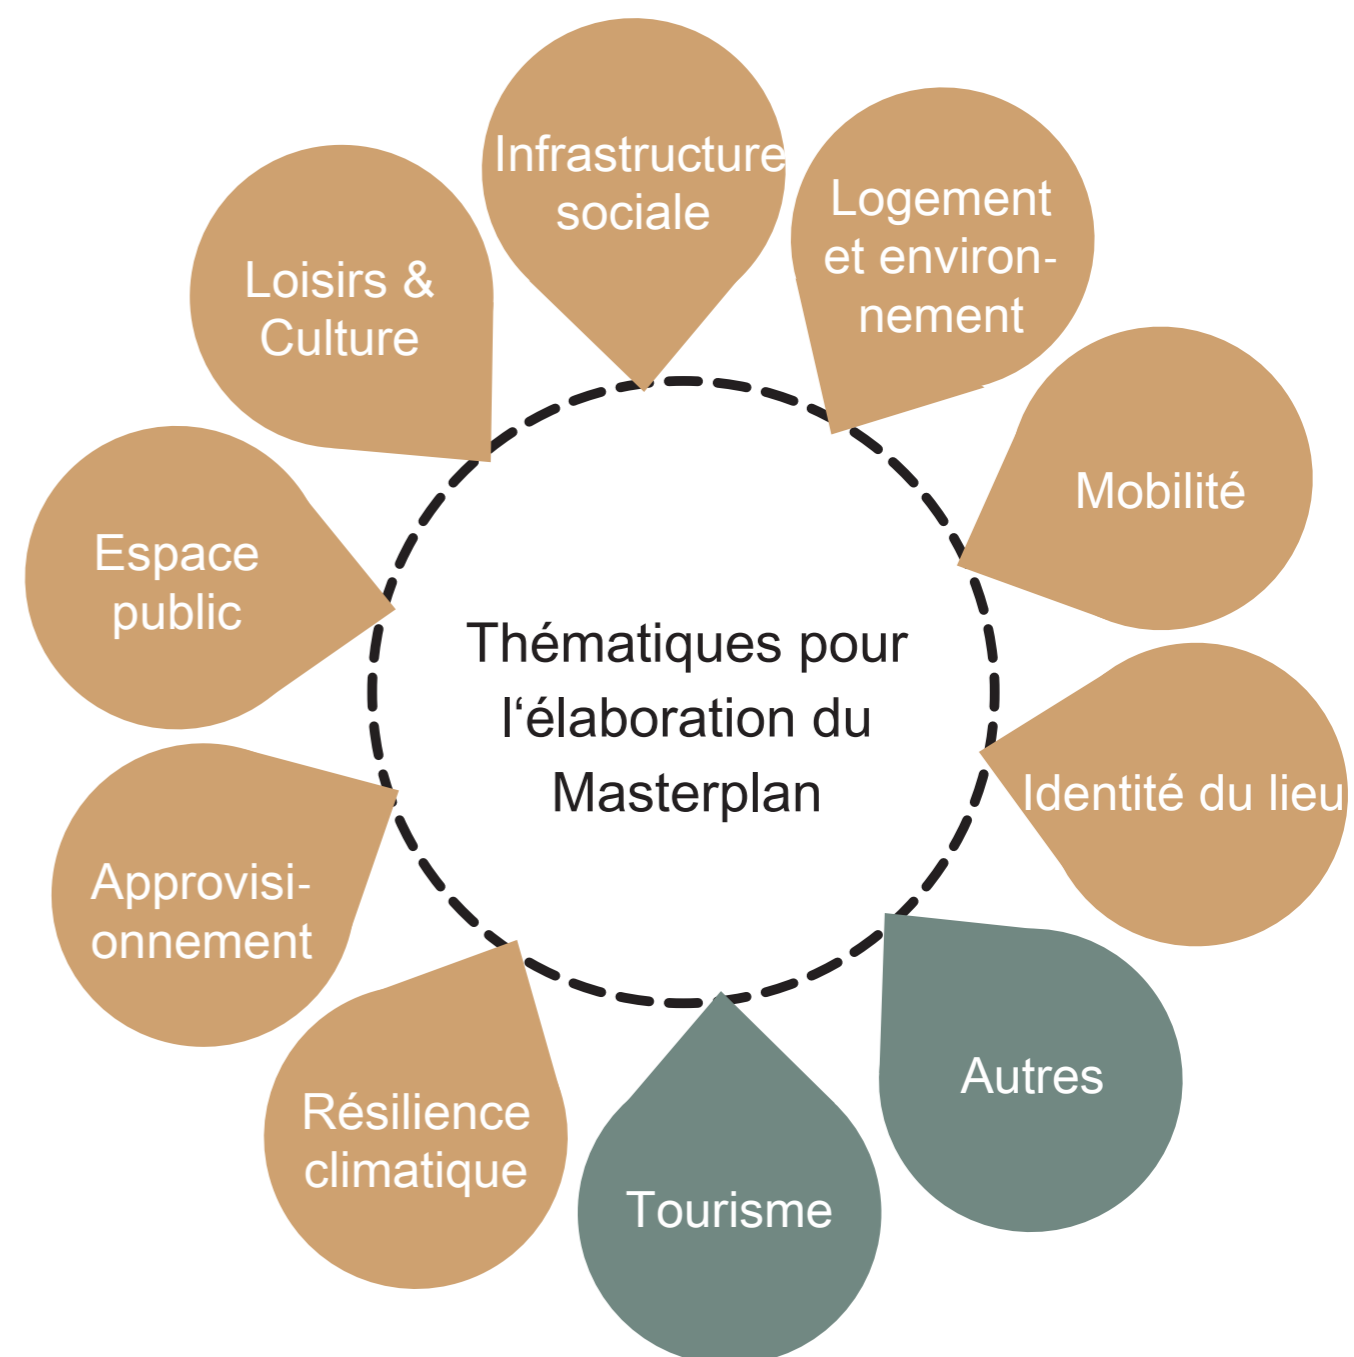 Infrastructure
sociale
Logement
et environ-
nement
Mobilité
Identité du lieu
Autres
Tourisme
Résilience
climatique
Approvisi-
onnement
Espace
public
Loisirs &
Culture
Thématiques pour
l‘élaboration du
Masterplan